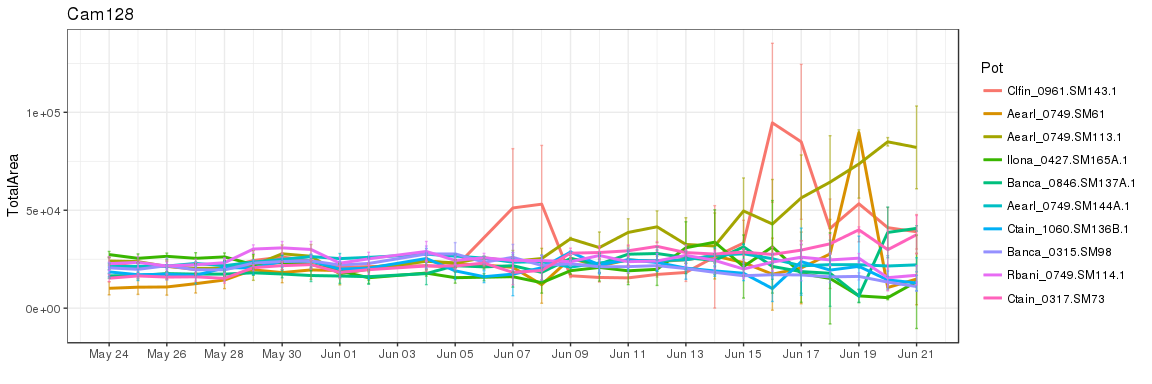 Cam128
TotalArea
1e+05
5e+04
0e+00
May 24 May 26 May 28 May 30 Jun 01 Jun 03 Jun 05 Jun 07 Jun 09 Jun 11 Jun 13 Jun 15 Jun 17 Jun 19 Jun 21
Pot
Clfin_0961.SM143.1
Aearl_0749.SM61
Aearl_0749.SM113.1
Ilona_0427.SM165A.1
Banca_0846.SM137A.1
Aearl_0749.SM144A.1
Ctain_1060.SM136B.1
Banca_0315.SM98
Rbani_0749.SM114.1
Ctain_0317.SM73